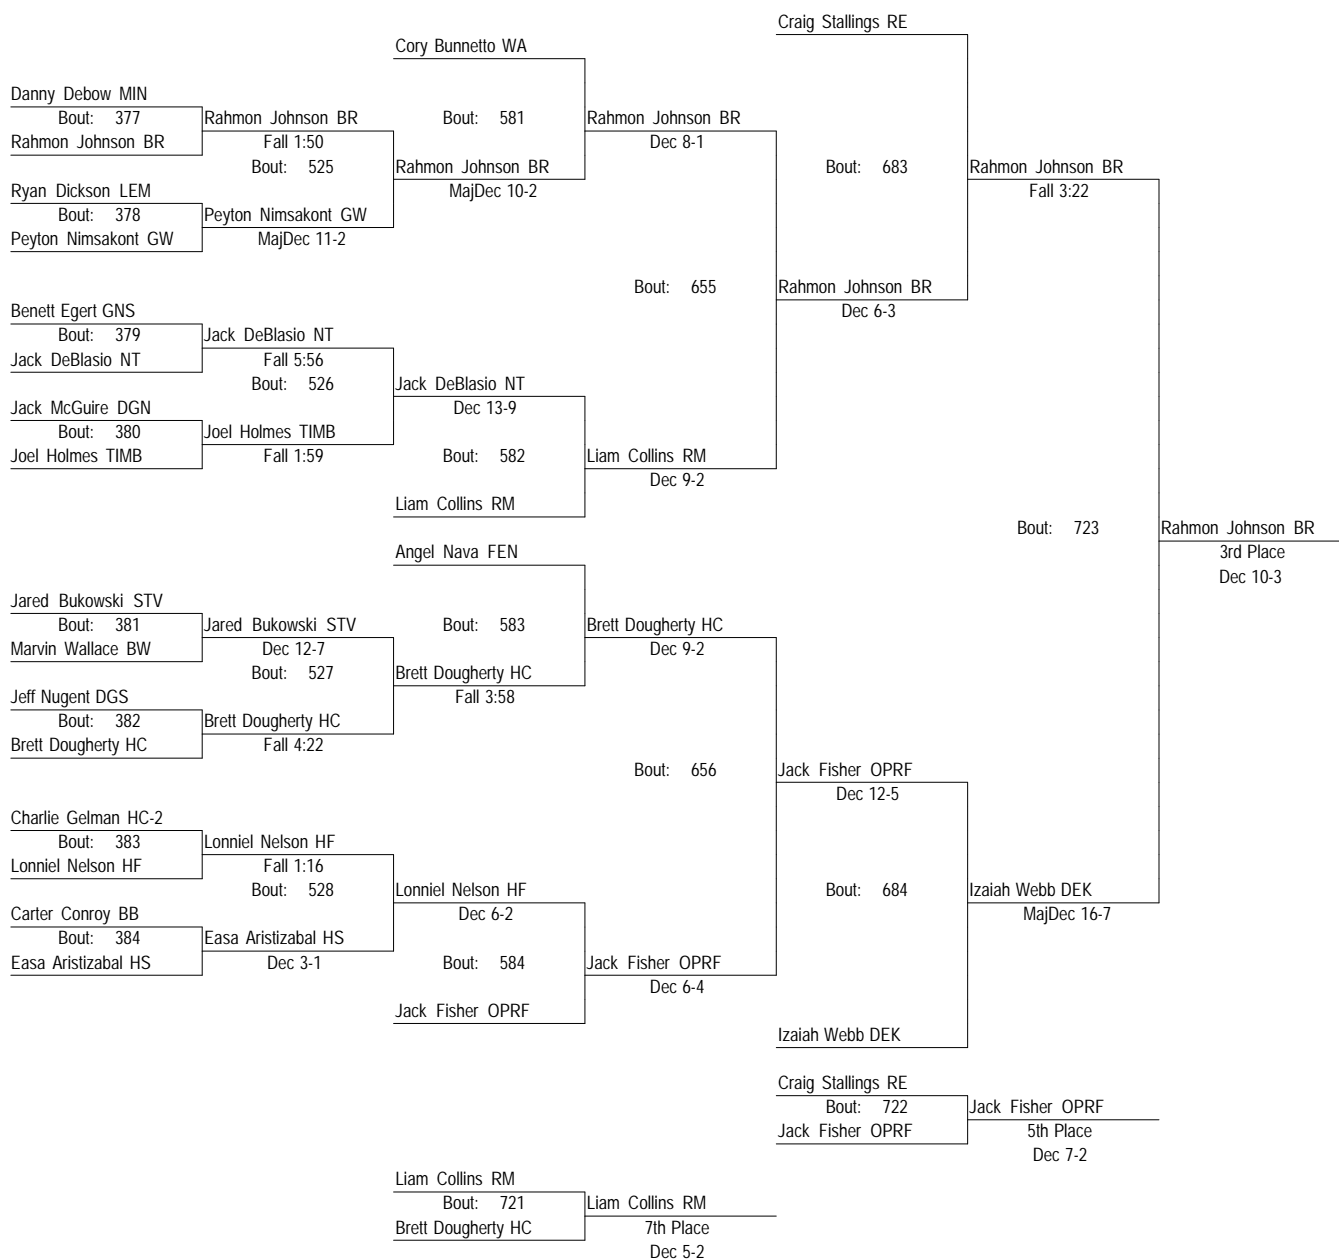 Craig Stallings RE
Cory Bunnetto WA
Danny Debow MIN
Bout: 377
Rahmon Johnson BR
Rahmon Johnson BR
Fall 1:50
Bout: 525
Bout: 581
Rahmon Johnson BR
Dec 8-1
Rahmon Johnson BR
MajDec 10-2
Bout: 683
Rahmon Johnson BR
Fall 3:22
Ryan Dickson LEM
Bout: 378
Peyton Nimsakont GW
Peyton Nimsakont GW
MajDec 11-2
Bout: 655
Rahmon Johnson BR
Dec 6-3
Benett Egert GNS
Bout: 379
Jack DeBlasio NT
Jack DeBlasio NT
Fall 5:56
Bout: 526
Jack DeBlasio NT
Dec 13-9
Jack McGuire DGN
Bout: 380
Joel Holmes TIMB
Joel Holmes TIMB
Fall 1:59
Bout: 582
Liam Collins RM
Dec 9-2
Liam Collins RM
Bout: 723
Rahmon Johnson BR
3rd Place
Dec 10-3
Angel Nava FEN
Jared Bukowski STV
Bout: 381
Marvin Wallace BW
Jared Bukowski STV
Dec 12-7
Bout: 527
Bout: 583
Brett Dougherty HC
Dec 9-2
Brett Dougherty HC
Fall 3:58
Jeff Nugent DGS
Bout: 382
Brett Dougherty HC
Brett Dougherty HC
Fall 4:22
Bout: 656
Jack Fisher OPRF
Dec 12-5
Charlie Gelman HC-2
Bout: 383
Lonniel Nelson HF
Lonniel Nelson HF
Fall 1:16
Bout: 528
Lonniel Nelson HF
Dec 6-2
Bout: 684
Izaiah Webb DEK
MajDec 16-7
Carter Conroy BB
Bout: 384
Easa Aristizabal HS
Easa Aristizabal HS
Dec 3-1
Bout: 584
Jack Fisher OPRF
Dec 6-4
Jack Fisher OPRF
Izaiah Webb DEK
Craig Stallings RE
Bout: 722
Jack Fisher OPRF
Jack Fisher OPRF
5th Place
Dec 7-2
Liam Collins RM
Bout: 721
Brett Dougherty HC
Liam Collins RM
7th Place
Dec 5-2